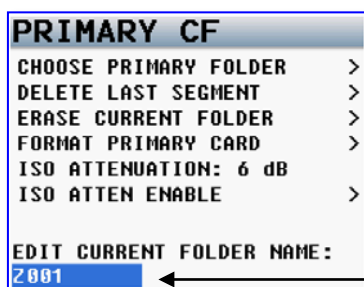 PRIMARY CF
CHOOSE PRIMARY FOLDER >
DELETE LAST SEGMENT >
ERASE CURRENT FOLDER >
FORMAT PRIMARY CARD >
ISO ATTENUATION: 6 dB
ISO ATTEN ENABLE >
EDIT CURRENT FOLDER NAME:
Z001